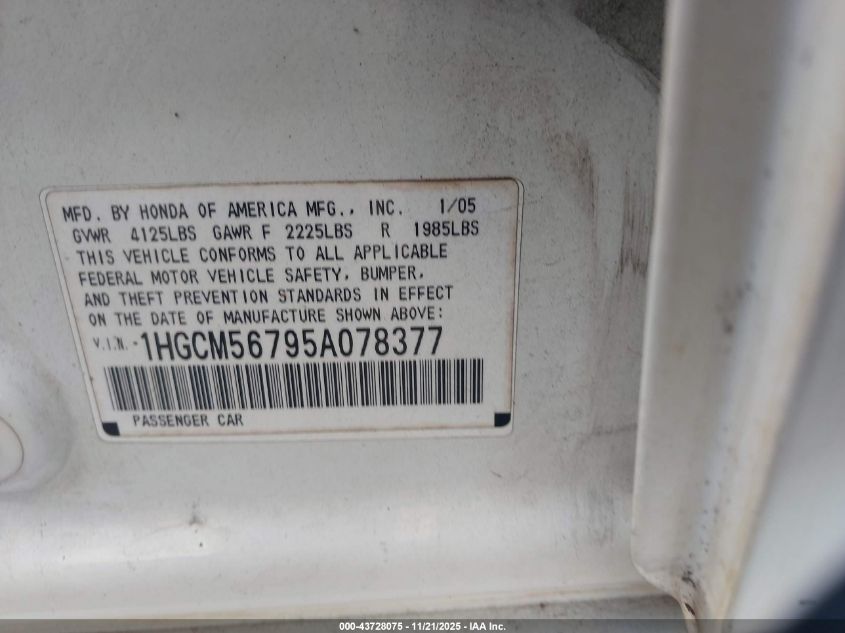 MFD. BY HONDA OF AMERICA MFG., INC. 1/05
GVWR 4125LBS GAWR F 2225LBS R 1985LBS
THIS VEHICLE CONFORMS TO ALL APPLICABLE
FEDERAL MOTOR VEHICLE SAFETY, BUMPER,
AND THEFT PREVENTION STANDARDS IN EFFECT
ON THE DATE OF MANUFACTURE SHOWN ABOVE:
V.I.N.-1HGCM56795A078377
PASSENGER CAR
000-43728075 - 11/21/2025 - IAA Inc.